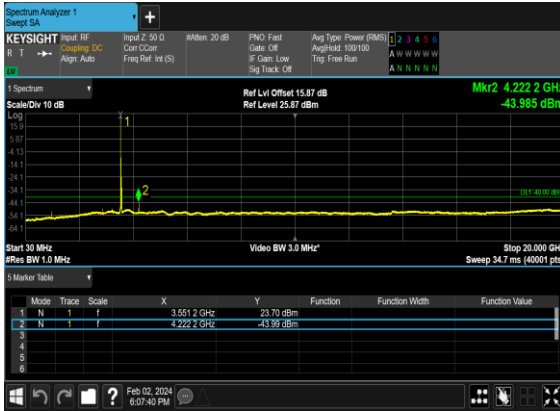 Spectrum Analyzer 1
Swept SA
+
KEYSIGHT Input: RF Input Z: 50 Ω #Atten: 20 dB PNO: Fast Avg Type: Power (RMS) 1 2 3 4 5 6
R T Coupling: DC Corr CCorr Gate: Off Avg|Hold: 100/100 A W W W W W
Align: Auto Freq Ref: Int (S) IF Gain: Low Trig: Free Run
Sig Track: Off A N N N N N
1 Spectrum Ref Lvl Offset 15.87 dB Mkr2 4.222 2 GHz
Scale/Div 10 dB Ref Level 25.87 dBm -43.985 dBm
Log
15.9
5.87
-4.13
-14.1
-24.1
-34.1
-44.1
-54.1
-64.1
1
2
DL1 -40.00 dBm
Start 30 MHz Video BW 3.0 MHz* Stop 20.000 GHz
#Res BW 1.0 MHz Sweep 34.7 ms (40001 pts)
5 Marker Table
Mode Trace Scale X Y Function Function Width Function Value
1 N 1 f 3.551 2 GHz 23.70 dBm
2 N 1 f 4.222 2 GHz -43.99 dBm
3
4
5
6
? Feb 02, 2024
6:07:40 PM